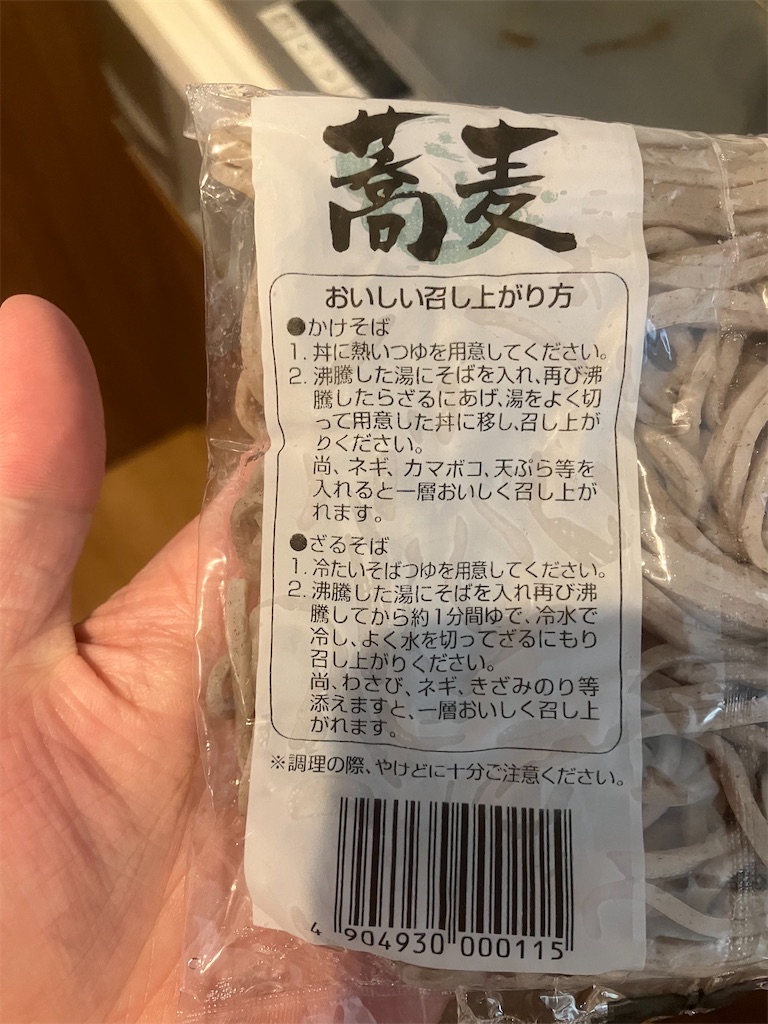 蕎麦
おいしい召し上がり方
●かけそば
1. 丼に熱いつゆを用意してください。
2. 沸騰した湯にそばを入れ、再び沸
騰したらざるにあげ、湯をよく切
って用意した丼に移し、召し上が
りください。
尚、ネギ、カマボコ、天ぷら等を
入れると一層おいしく召し上が
れます。
●ざるそば
1. 冷たいそばつゆを用意してください。
2. 沸騰した湯にそばを入れ再び沸
騰してから約1分間ゆで、冷水で
冷し、よく水を切ってざるにもり
召し上がりください。
尚、わさび、ネギ、きざみのり等
添えますと、一層おいしく召し上
がれます。
※調理の際、やけどに十分ご注意ください。
4 904930 000115